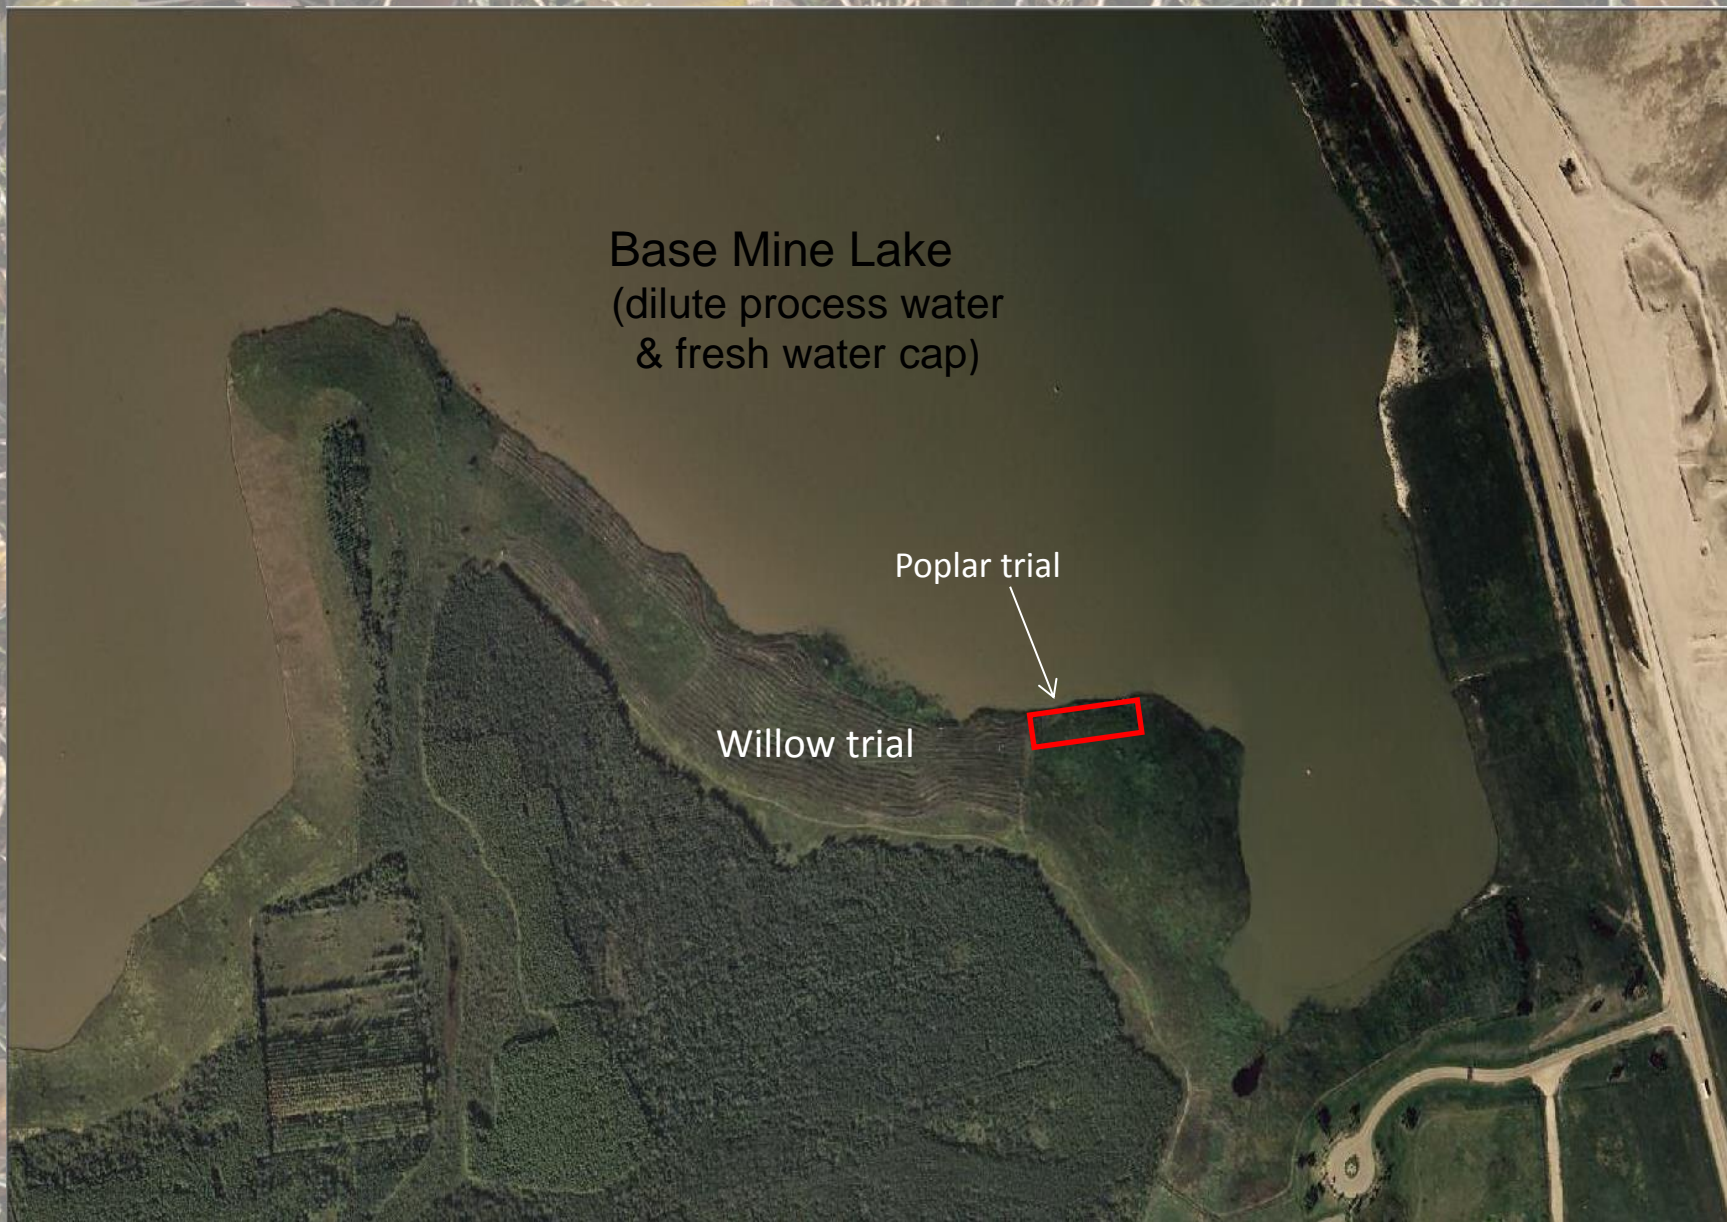 Base Mine Lake
(dilute process water
& fresh water cap)
Poplar trial
Willow trial